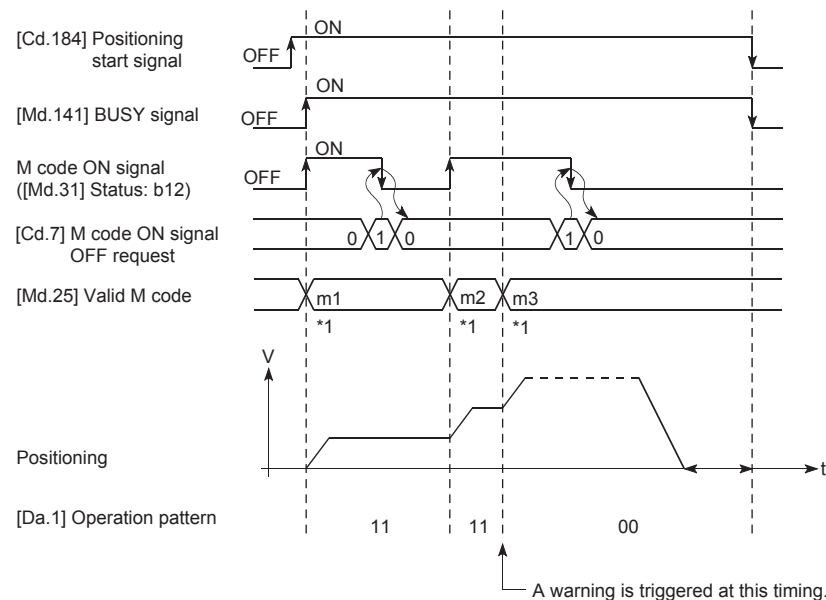 [Cd.184] Positioning
start signal
OFF
ON
[Md.141] BUSY signal
OFF
ON
M code ON signal
([Md.31] Status: b12)
OFF
ON
[Cd.7] M code ON signal
OFF request
0 1 0 1 0
[Md.25] Valid M code
m1 m2 m3
*1 *1 *1
V
Positioning
t
[Da.1] Operation pattern
11 11 00
A warning is triggered at this timing.